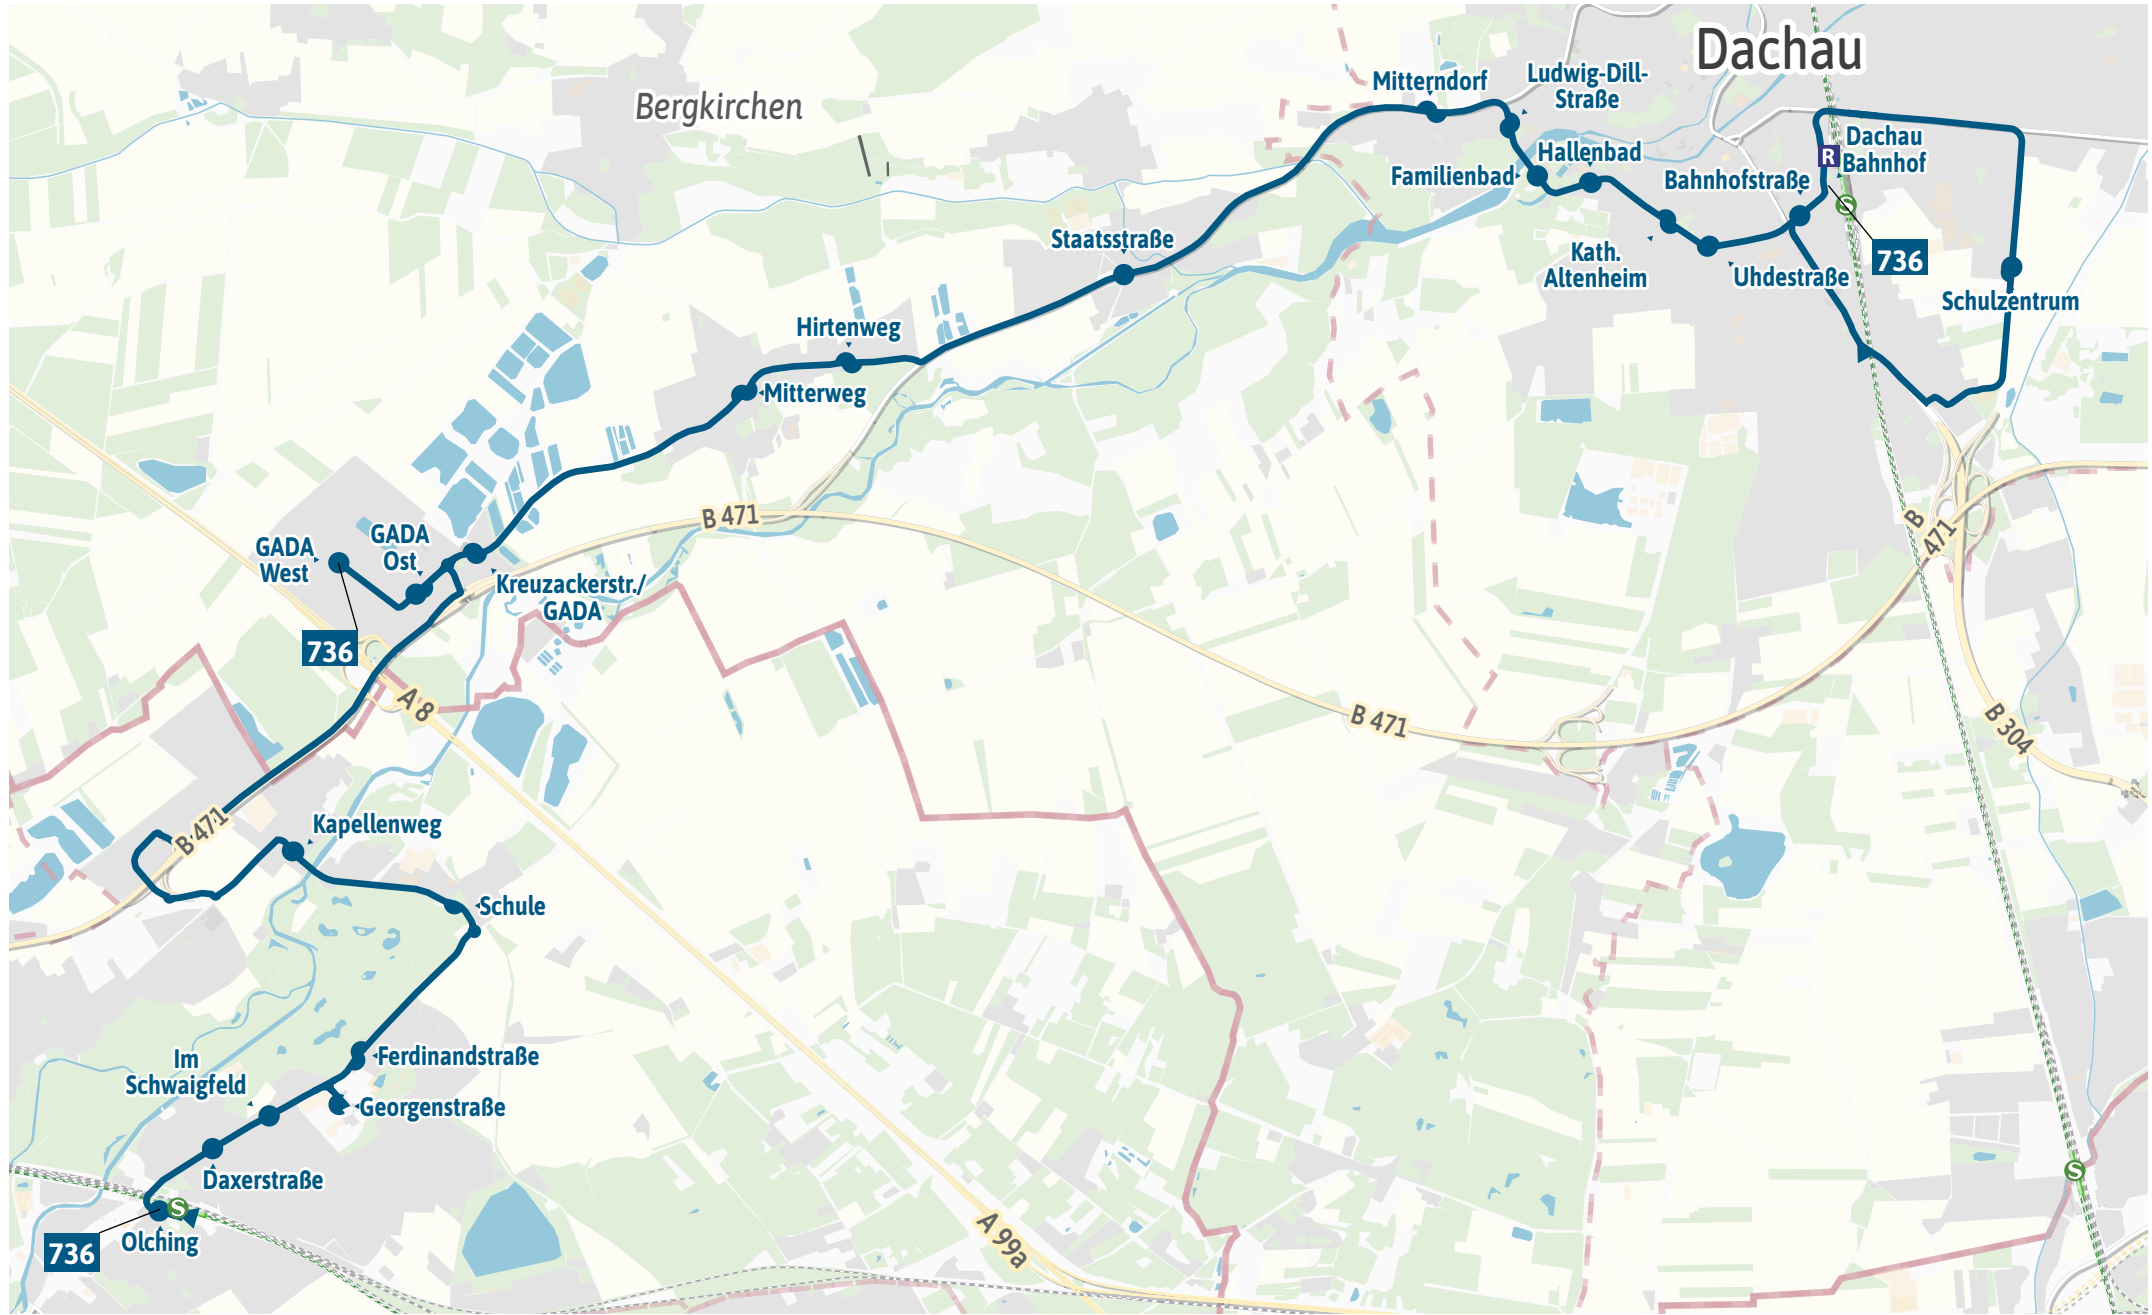 Dachau
Bergkirchen
Mitterndorf
Ludwig-Dill-
Straße
Familienbad
Hallenbad
Bahnhofstraße
R
Dachau
Bahnhof
S
Kath.
Altenheim
Uhdestraße
736
Schulzentrum
Staatsstraße
Hirtenweg
Mitterweg
GADA
West
GADA
Ost
Kreuzackerstr./
GADA
736
B 471
B
471
A 8
B 471
B 304
B 471
Kapellenweg
Schule
Im
Schwaigfeld
Ferdinandstraße
Georgenstraße
Daxerstraße
S
Olching
736
A 99a
S